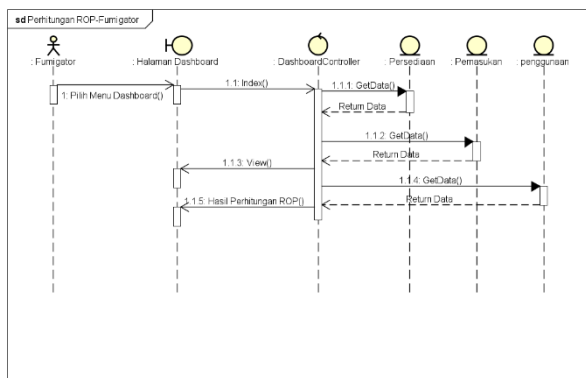 sd Perhitungan ROP-Fumigator
: Fumigator
: Halaman Dashboard
: DashboardController
: Persediaan
: Pemasukan
: penggunaan
1: Pilih Menu Dashboard()
1.1: Index()
1.1.1: GetData()
Return Data
1.1.2: GetData()
Return Data
1.1.3: View()
1.1.4: GetData()
1.1.5: Hasil Perhitungan ROP()
Return Data